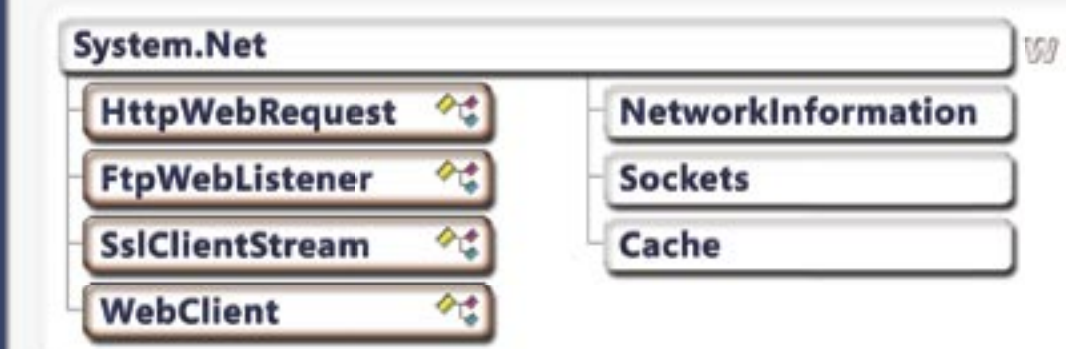 System.Net
W
HttpWebRequest
FtpWebListener
SslClientStream
WebClient
NetworkInformation
Sockets
Cache